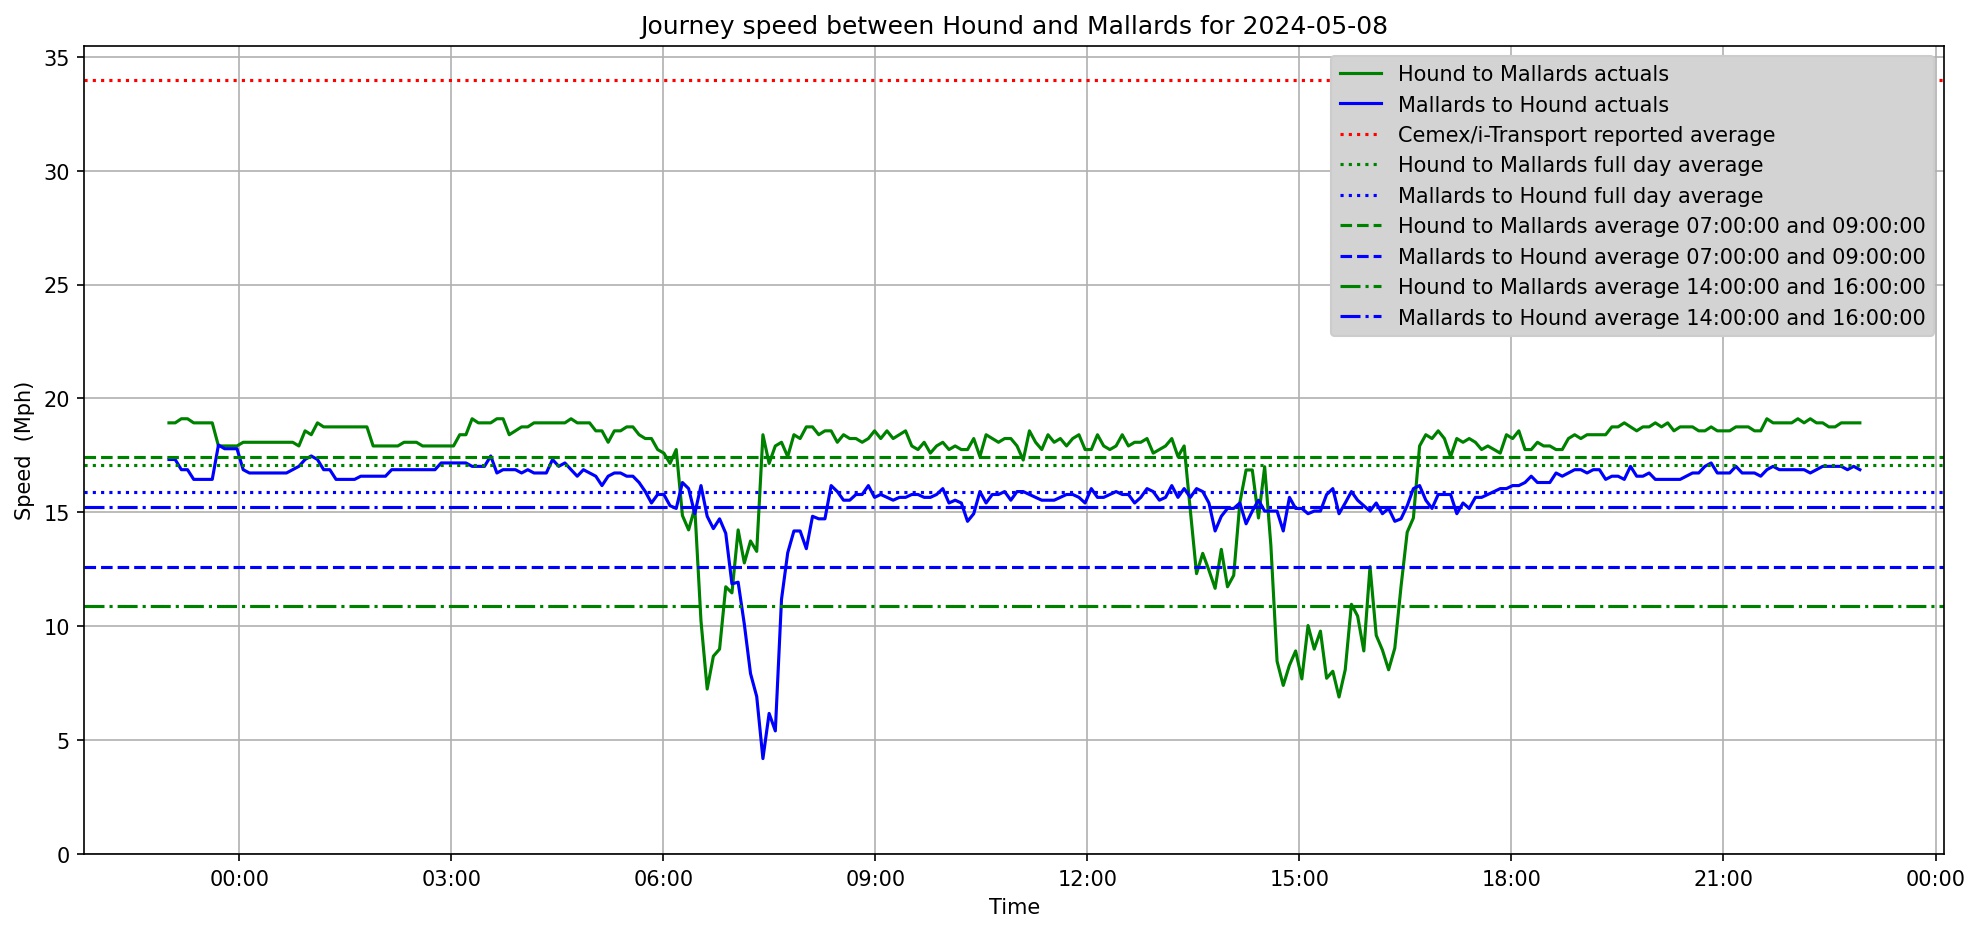 Journey speed between Hound and Mallards for 2024-05-08
35
30
25
20
15
10
5
0
Speed (Mph)
Hound to Mallards actuals
Mallards to Hound actuals
Cemex/i-Transport reported average
Hound to Mallards full day average
Mallards to Hound full day average
Hound to Mallards average 07:00:00 and 09:00:00
Mallards to Hound average 07:00:00 and 09:00:00
Hound to Mallards average 14:00:00 and 16:00:00
Mallards to Hound average 14:00:00 and 16:00:00
00:00 03:00 06:00 09:00 12:00 15:00 18:00 21:00 00:00
Time